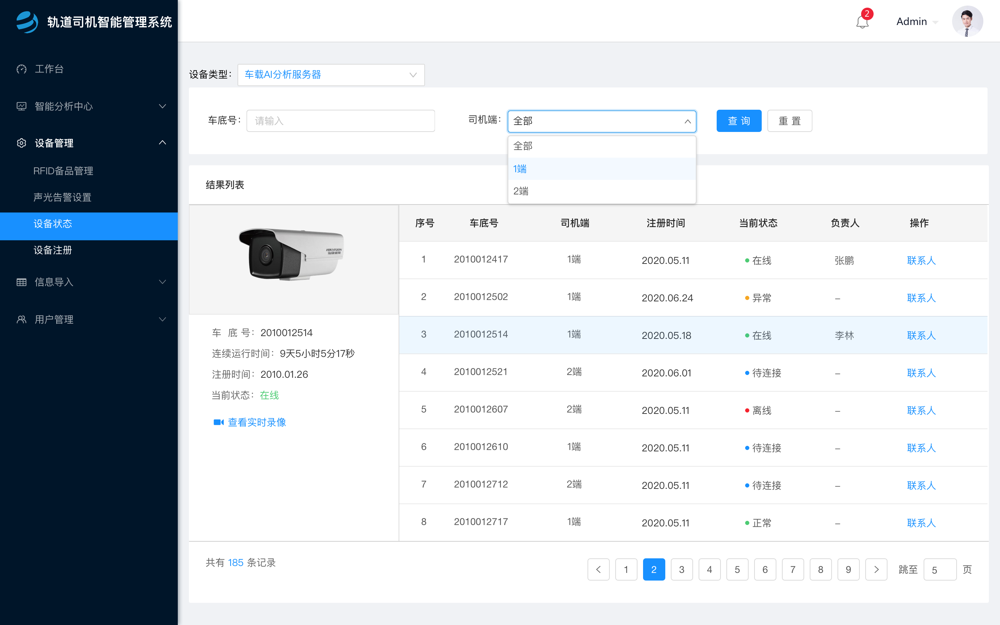 轨道司机智能管理系统
2
Admin
工作台
智能分析中心
设备管理
RFID备品管理
声光告警设置
设备状态
设备注册
信息导入
用户管理
设备类型： 车载AI分析服务器
车底号： 请输入 司机端： 全部 查 询 重 置
全部
1端
2端
结果列表
HIKVISION
海康威视
车 底 号： 2010012514
连续运行时间： 9天5小时5分17秒
注册时间： 2010.01.26
当前状态： 在线
查看实时录像
序号 车底号 司机端 注册时间 当前状态 负责人 操作
1 2010012417 1端 2020.05.11 在线 张鹏 联系人
2 2010012502 1端 2020.06.24 异常 – 联系人
3 2010012514 1端 2020.05.18 在线 李林 联系人
4 2010012521 2端 2020.06.01 待连接 – 联系人
5 2010012607 2端 2020.05.11 离线 – 联系人
6 2010012610 1端 2020.05.11 待连接 – 联系人
7 2010012712 2端 2020.05.11 待连接 – 联系人
8 2010012717 1端 2020.05.11 正常 – 联系人
共有 185 条记录
1 2 3 4 5 6 7 8 9 跳至 5 页